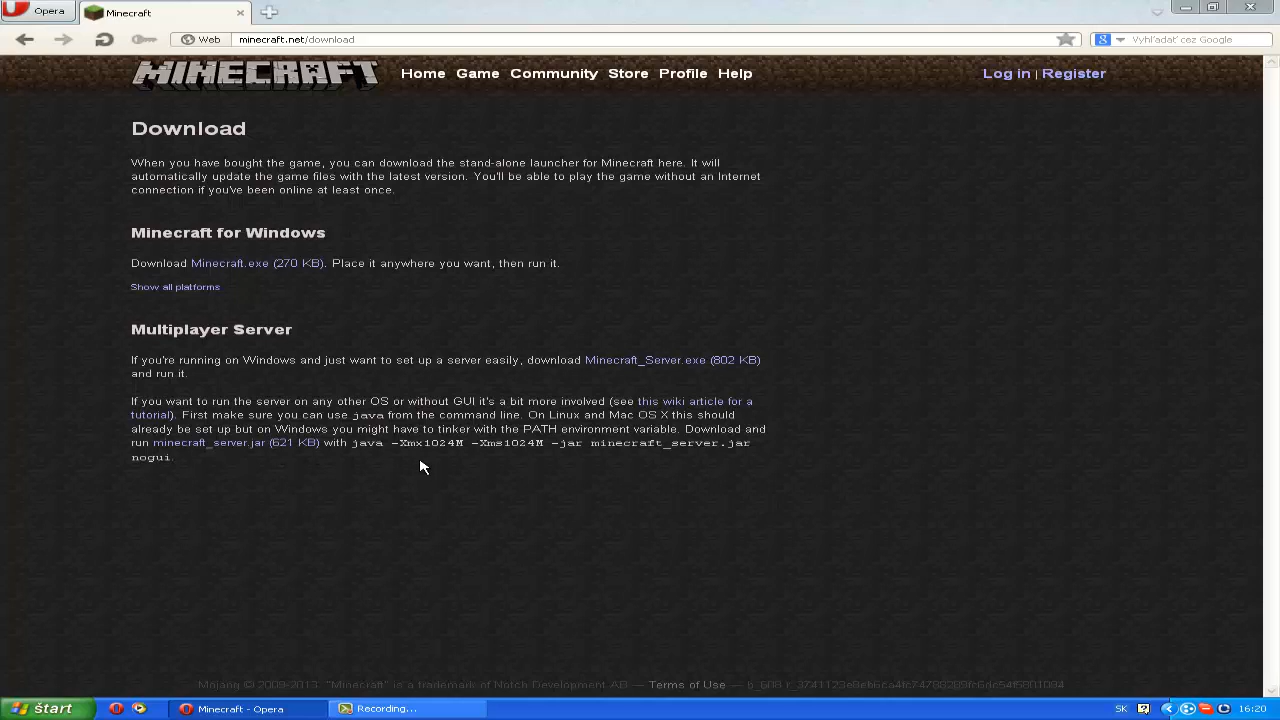 Opera
Minecraft
Web
minecraft.net/download
Vyhľadať cez Google
MINECRAFT
Home Game Community Store Profile Help
Log in | Register
Download
When you have bought the game, you can download the stand-alone launcher for Minecraft here. It will
automatically update the game files with the latest version. You'll be able to play the game without an Internet
connection if you've been online at least once.
Minecraft for Windows
Download Minecraft.exe (270 KB). Place it anywhere you want, then run it.
Show all platforms
Multiplayer Server
If you're running on Windows and just want to set up a server easily, download Minecraft_Server.exe (802 KB)
and run it.
If you want to run the server on any other OS or without GUI it's a bit more involved (see this wiki article for a
tutorial). First make sure you can use java from the command line. On Linux and Mac OS X this should
already be set up but on Windows you might have to tinker with the PATH environment variable. Download and
run minecraft_server.jar (621 KB) with java -Xmx1024M -Xms1024M -jar minecraft_server.jar
nogui.
Mojang © 2009-2013. "Minecraft" is a trademark of Notch Development AB — Terms of Use —
štart
Minecraft - Opera
Recording...
SK
16:20